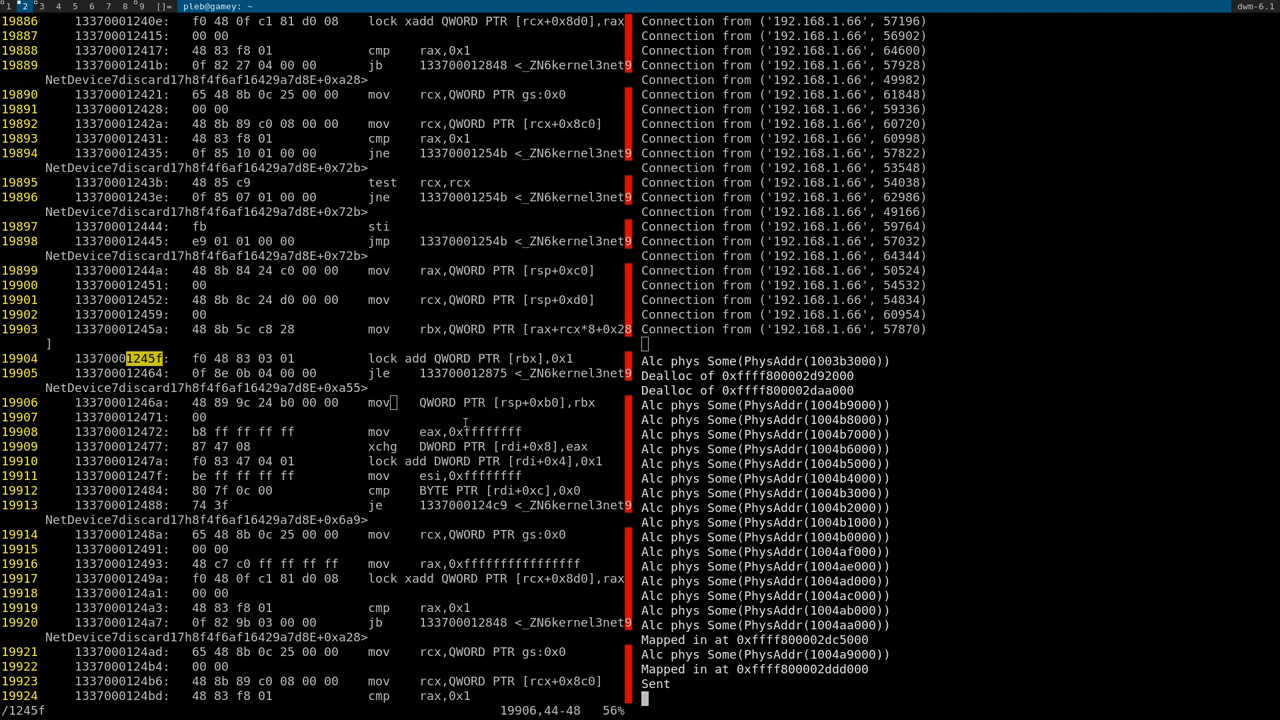 1 2 3 4 5 6 7 8 9 []= pleb@gamey: ~ dwm-6.1
19886 13370001240e: f0 48 0f c1 81 d0 08 lock xadd QWORD PTR [rcx+0x8d0],rax
19887 133700012415: 00 00
19888 133700012417: 48 83 f8 01 cmp rax,0x1
19889 13370001241b: 0f 82 27 04 00 00 jb 133700012848 <_ZN6kernel3net9
NetDevice7discard17h8f4f6af16429a7d8E+0xa28>
19890 133700012421: 65 48 8b 0c 25 00 00 mov rcx,QWORD PTR gs:0x0
19891 133700012428: 00 00
19892 13370001242a: 48 8b 89 c0 08 00 00 mov rcx,QWORD PTR [rcx+0x8c0]
19893 133700012431: 48 83 f8 01 cmp rax,0x1
19894 133700012435: 0f 85 10 01 00 00 jne 13370001254b <_ZN6kernel3net9
NetDevice7discard17h8f4f6af16429a7d8E+0x72b>
19895 13370001243b: 48 85 c9 test rcx,rcx
19896 13370001243e: 0f 85 07 01 00 00 jne 13370001254b <_ZN6kernel3net9
NetDevice7discard17h8f4f6af16429a7d8E+0x72b>
19897 133700012444: fb sti
19898 133700012445: e9 01 01 00 00 jmp 13370001254b <_ZN6kernel3net9
NetDevice7discard17h8f4f6af16429a7d8E+0x72b>
19899 13370001244a: 48 8b 84 24 c0 00 00 mov rax,QWORD PTR [rsp+0xc0]
19900 133700012451: 00
19901 133700012452: 48 8b 8c 24 d0 00 00 mov rcx,QWORD PTR [rsp+0xd0]
19902 133700012459: 00
19903 13370001245a: 48 8b 5c c8 28 mov rbx,QWORD PTR [rax+rcx*8+0x28
]
19904 13370001245f: f0 48 83 03 01 lock add QWORD PTR [rbx],0x1
19905 133700012464: 0f 8e 0b 04 00 00 jle 133700012875 <_ZN6kernel3net9
NetDevice7discard17h8f4f6af16429a7d8E+0xa55>
19906 13370001246a: 48 89 9c 24 b0 00 00 mov QWORD PTR [rsp+0xb0],rbx
19907 133700012471: 00
19908 133700012472: b8 ff ff ff ff mov eax,0xffffffff
19909 133700012477: 87 47 08 xchg DWORD PTR [rdi+0x8],eax
19910 13370001247a: f0 83 47 04 01 lock add DWORD PTR [rdi+0x4],0x1
19911 13370001247f: be ff ff ff ff mov esi,0xffffffff
19912 133700012484: 80 7f 0c 00 cmp BYTE PTR [rdi+0xc],0x0
19913 133700012488: 74 3f je 1337000124c9 <_ZN6kernel3net9
NetDevice7discard17h8f4f6af16429a7d8E+0x6a9>
19914 13370001248a: 65 48 8b 0c 25 00 00 mov rcx,QWORD PTR gs:0x0
19915 133700012491: 00 00
19916 133700012493: 48 c7 c0 ff ff ff ff mov rax,0xffffffffffffffff
19917 13370001249a: f0 48 0f c1 81 d0 08 lock xadd QWORD PTR [rcx+0x8d0],rax
19918 1337000124a1: 00 00
19919 1337000124a3: 48 83 f8 01 cmp rax,0x1
19920 1337000124a7: 0f 82 9b 03 00 00 jb 133700012848 <_ZN6kernel3net9
NetDevice7discard17h8f4f6af16429a7d8E+0xa28>
19921 1337000124ad: 65 48 8b 0c 25 00 00 mov rcx,QWORD PTR gs:0x0
19922 1337000124b4: 00 00
19923 1337000124b6: 48 8b 89 c0 08 00 00 mov rcx,QWORD PTR [rcx+0x8c0]
19924 1337000124bd: 48 83 f8 01 cmp rax,0x1
/1245f 19906,44-48 56%
Connection from ('192.168.1.66', 57196)
Connection from ('192.168.1.66', 56902)
Connection from ('192.168.1.66', 64600)
Connection from ('192.168.1.66', 57928)
Connection from ('192.168.1.66', 49982)
Connection from ('192.168.1.66', 61848)
Connection from ('192.168.1.66', 59336)
Connection from ('192.168.1.66', 60720)
Connection from ('192.168.1.66', 60998)
Connection from ('192.168.1.66', 57822)
Connection from ('192.168.1.66', 53548)
Connection from ('192.168.1.66', 54038)
Connection from ('192.168.1.66', 62986)
Connection from ('192.168.1.66', 49166)
Connection from ('192.168.1.66', 59764)
Connection from ('192.168.1.66', 57032)
Connection from ('192.168.1.66', 64344)
Connection from ('192.168.1.66', 50524)
Connection from ('192.168.1.66', 54532)
Connection from ('192.168.1.66', 54834)
Connection from ('192.168.1.66', 60954)
Connection from ('192.168.1.66', 57870)
Alc phys Some(PhysAddr(1003b3000))
Dealloc of 0xffff800002d92000
Dealloc of 0xffff800002daa000
Alc phys Some(PhysAddr(1004b9000))
Alc phys Some(PhysAddr(1004b8000))
Alc phys Some(PhysAddr(1004b7000))
Alc phys Some(PhysAddr(1004b6000))
Alc phys Some(PhysAddr(1004b5000))
Alc phys Some(PhysAddr(1004b4000))
Alc phys Some(PhysAddr(1004b3000))
Alc phys Some(PhysAddr(1004b2000))
Alc phys Some(PhysAddr(1004b1000))
Alc phys Some(PhysAddr(1004b0000))
Alc phys Some(PhysAddr(1004af000))
Alc phys Some(PhysAddr(1004ae000))
Alc phys Some(PhysAddr(1004ad000))
Alc phys Some(PhysAddr(1004ac000))
Alc phys Some(PhysAddr(1004ab000))
Alc phys Some(PhysAddr(1004aa000))
Mapped in at 0xffff800002dc5000
Alc phys Some(PhysAddr(1004a9000))
Mapped in at 0xffff800002ddd000
Sent